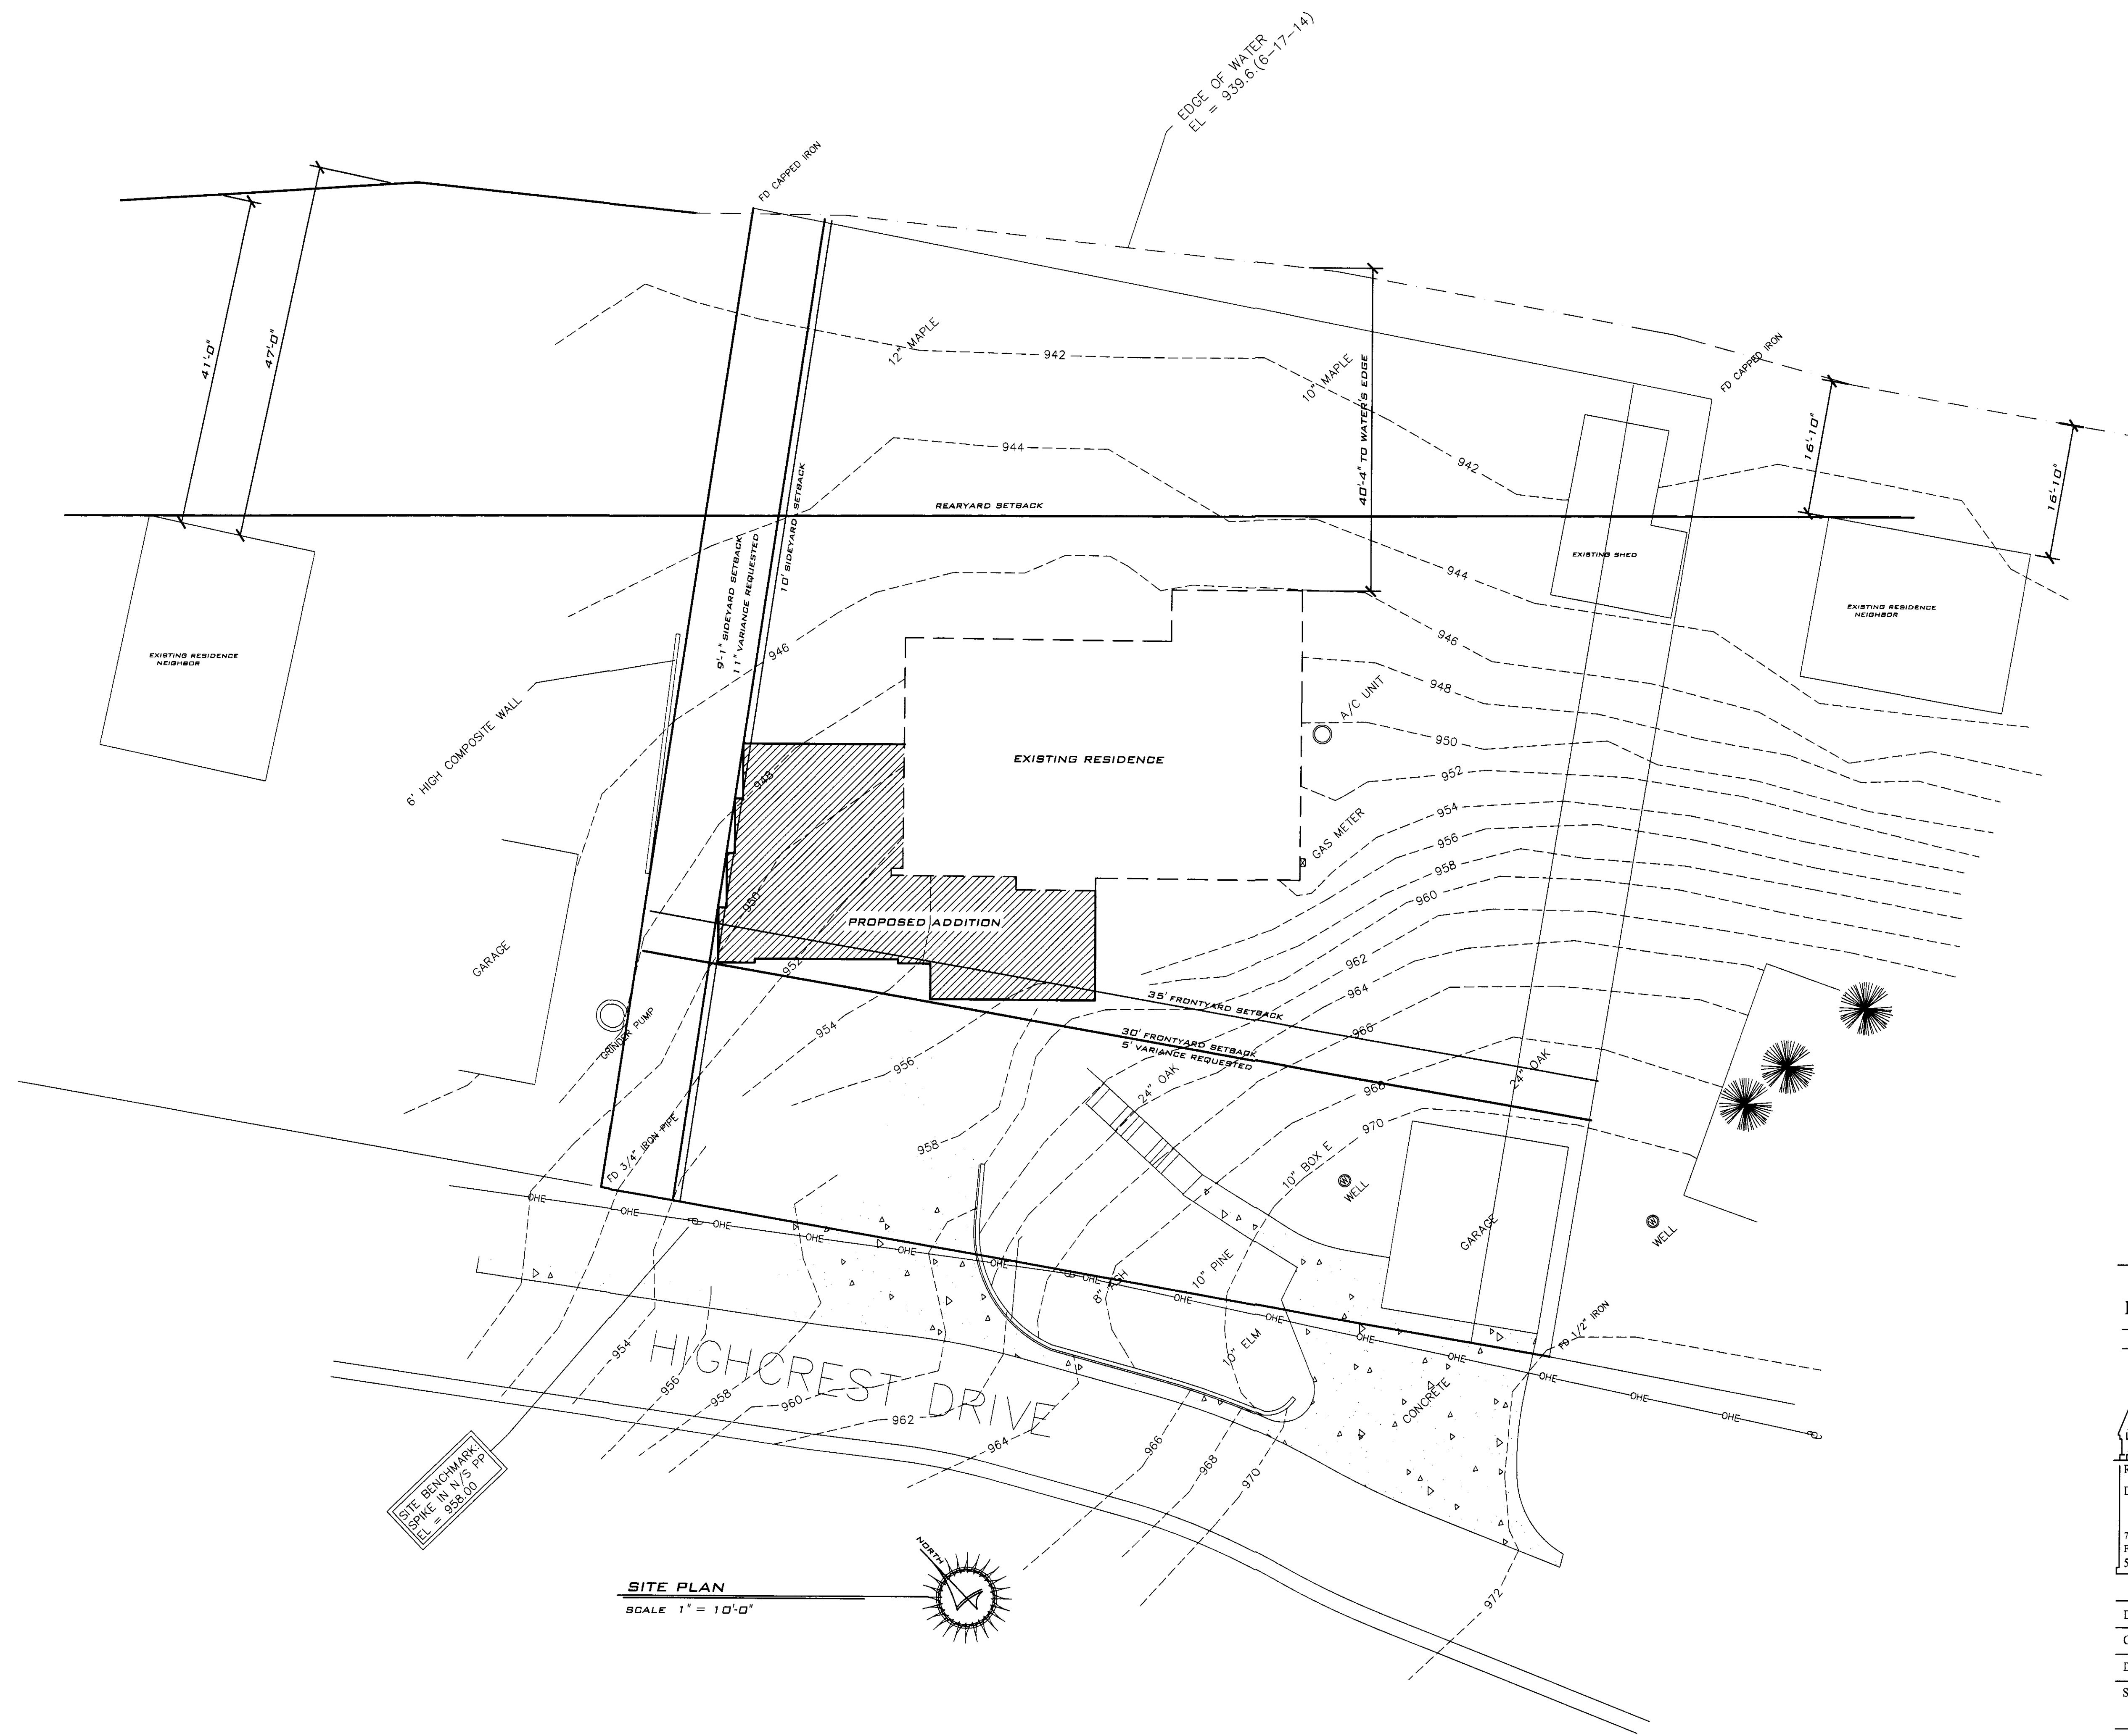 EDGE OF WATER
EL = 939.6.(6-17-14)
FD CAPPED IRON
41'-0"
47'-0"
12" MAPLE
942
10" MAPLE
40'-4" TO WATER'S EDGE
FD CAPPED IRON
16'-10"
16'-10"
944
942
10' SIDEYARD SETBACK
REARYARD SETBACK
9'-1" SIDEYARD SETBACK
11" VARIANCE REQUESTED
EXISTING SHED
944
EXISTING RESIDENCE
NEIGHBOR
EXISTING RESIDENCE
NEIGHBOR
946
946
948
A/C UNIT
950
6' HIGH COMPOSITE WALL
EXISTING RESIDENCE
948
952
954
GAS METER
956
958
960
950
PROPOSED ADDITION
GARAGE
952
962
964
35' FRONTYARD SETBACK
966
GRINDER PUMP
954
30' FRONTYARD SETBACK
5' VARIANCE REQUESTED
956
24" OAK
24" OAK
968
970
958
FD 3/4" IRON PIPE
10" BOX E
WELL
WELL
GARAGE
OHE
OHE
OHE
OHE
OHE
OHE
OHE
OHE
OHE
OHE
OHE
OHE
OHE
OHE
8" ASH
10" PINE
10" ELM
FD 1/2" IRON
CONCRETE
HIGHCREST DRIVE
954
956
958
960
962
964
966
968
970
972
SITE BENCHMARK:
SPIKE IN N/S PP
EL = 958.00
NORTH
SITE PLAN
SCALE 1" = 10'-0"